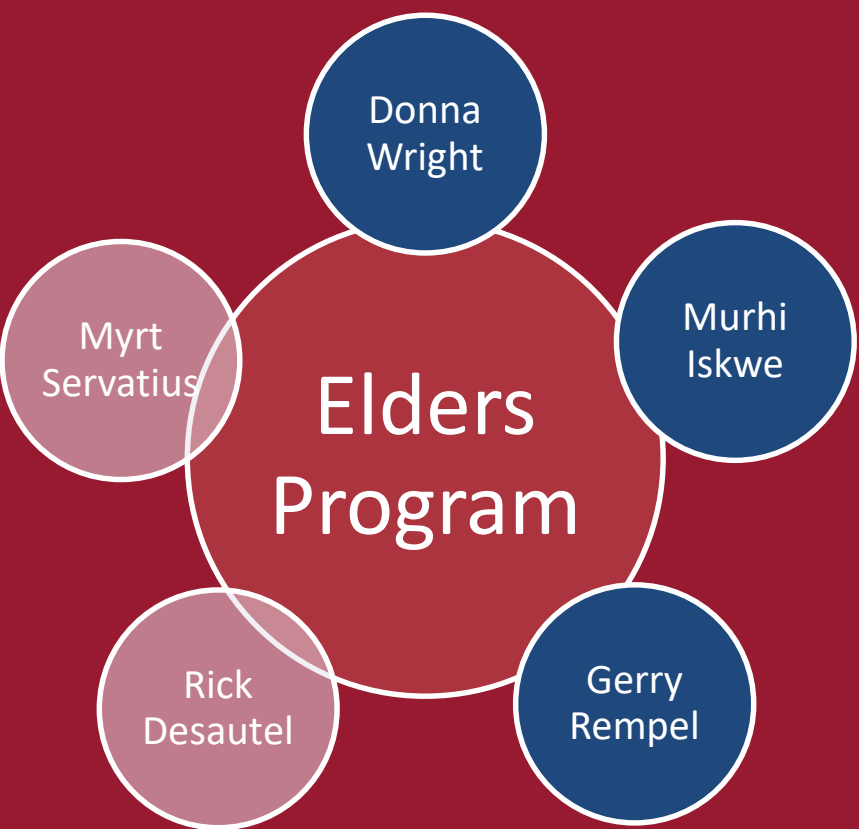 Donna
Wright
Murhi
Iskwe
Myrt
Servatius
Elders
Program
Gerry
Rempel
Rick
Desautel